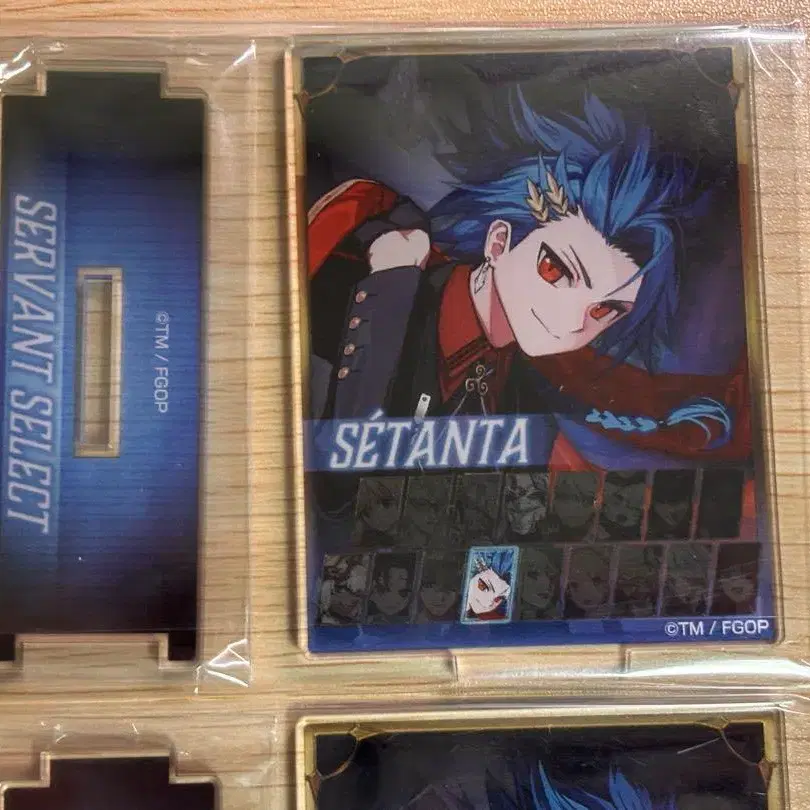 SERVANT SELECT
©TM / FGOP
SÉTANTA
©TM / FGOP